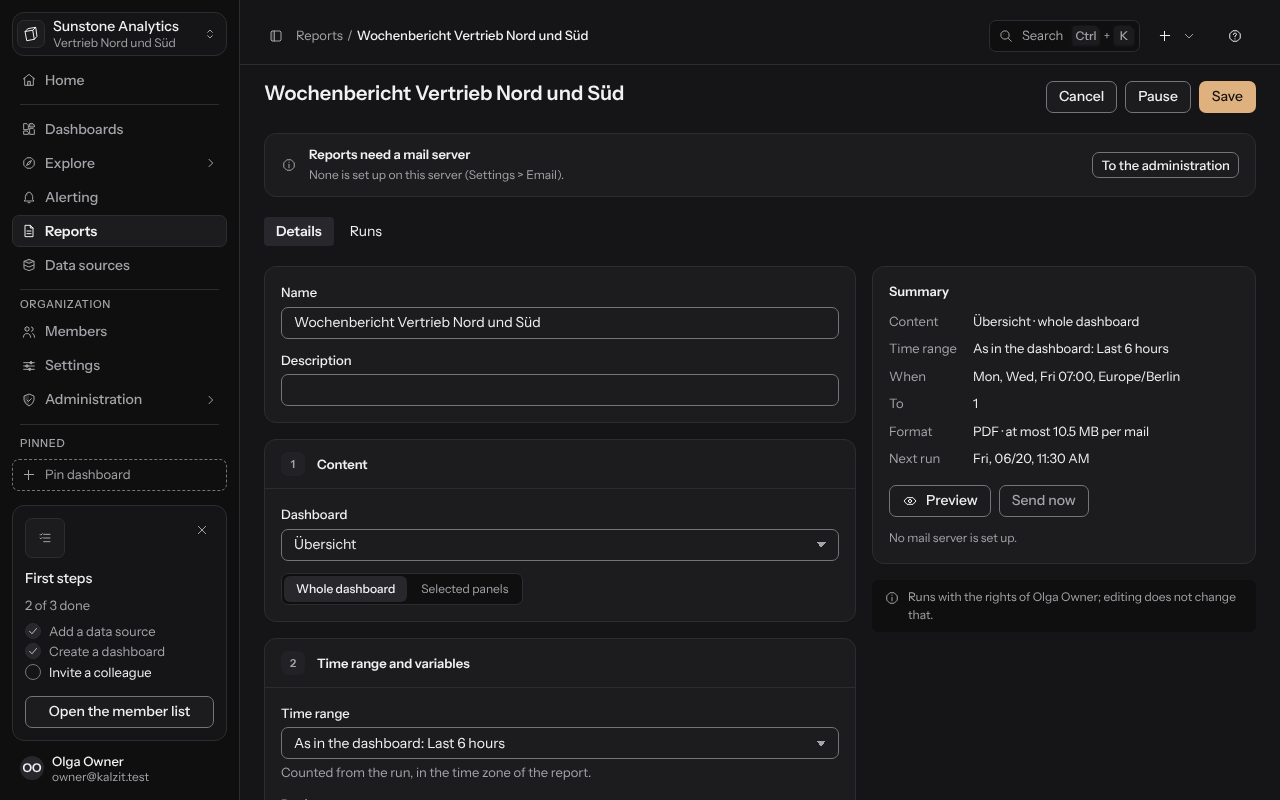 Sunstone Analytics
Vertrieb Nord und Süd
Home
Dashboards
Explore
Alerting
Reports
Data sources
ORGANIZATION
Members
Settings
Administration
PINNED
Pin dashboard
First steps
2 of 3 done
Add a data source
Create a dashboard
Invite a colleague
Open the member list
OO
Olga Owner
owner@kalzit.test
Reports / Wochenbericht Vertrieb Nord und Süd
Search Ctrl + K
Wochenbericht Vertrieb Nord und Süd
Cancel
Pause
Save
Reports need a mail server
None is set up on this server (Settings > Email).
To the administration
Details
Runs
Name
Wochenbericht Vertrieb Nord und Süd
Description
1 Content
Dashboard
Übersicht
Whole dashboard
Selected panels
2 Time range and variables
Time range
As in the dashboard: Last 6 hours
Counted from the run, in the time zone of the report.
Summary
Content Übersicht · whole dashboard
Time range As in the dashboard: Last 6 hours
When Mon, Wed, Fri 07:00, Europe/Berlin
To 1
Format PDF · at most 10.5 MB per mail
Next run Fri, 06/20, 11:30 AM
Preview
Send now
No mail server is set up.
Runs with the rights of Olga Owner; editing does not change
that.